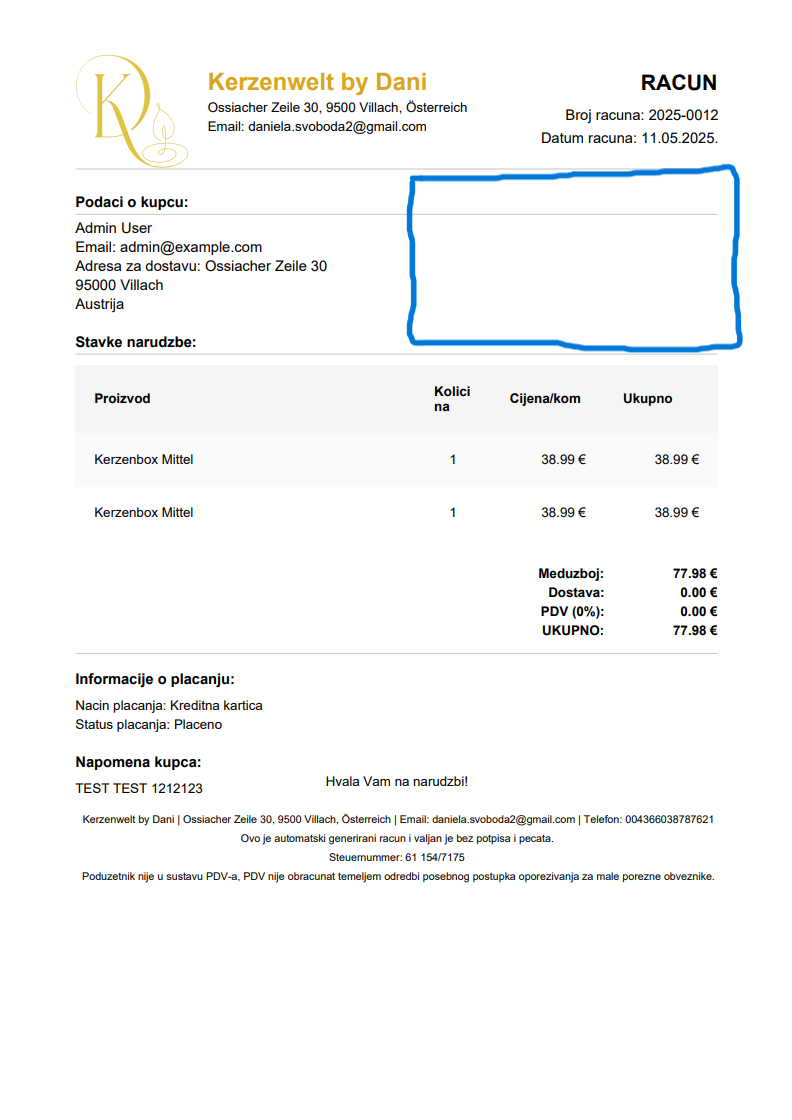 KR
Kerzenwelt by Dani
Ossiacher Zeile 30, 9500 Villach, Österreich
Email: daniela.svoboda2@gmail.com
RACUN
Broj racuna: 2025-0012
Datum racuna: 11.05.2025.
Podaci o kupcu:
Admin User
Email: admin@example.com
Adresa za dostavu: Ossiacher Zeile 30
95000 Villach
Austrija
Stavke narudzbe:
Proizvod Kolici na Cijena/kom Ukupno
Kerzenbox Mittel 1 38.99 € 38.99 €
Kerzenbox Mittel 1 38.99 € 38.99 €
Meduzboj: 77.98 €
Dostava: 0.00 €
PDV (0%): 0.00 €
UKUPNO: 77.98 €
Informacije o placanju:
Nacin placanja: Kreditna kartica
Status placanja: Placeno
Napomena kupca:
TEST TEST 1212123
Hvala Vam na narudzbi!
Kerzenwelt by Dani | Ossiacher Zeile 30, 9500 Villach, Österreich | Email: daniela.svoboda2@gmail.com | Telefon: 004366038787621
Ovo je automatski generirani racun i valjan je bez potpisa i pecata.
Steuernummer: 61 154/7175
Poduzetnik nije u sustavu PDV-a, PDV nije obracunat temeljem odredbi posebnog postupka oporezivanja za male porezne obveznike.